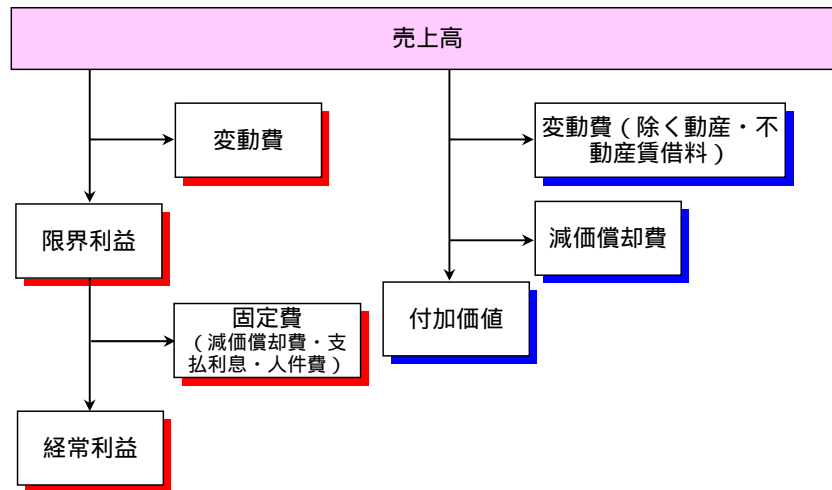 売上高
変動費
限界利益
固定費
（減価償却費・支
払利息・人件費）
経常利益
変動費（除く動産・不
動産賃借料）
減価償却費
付加価値